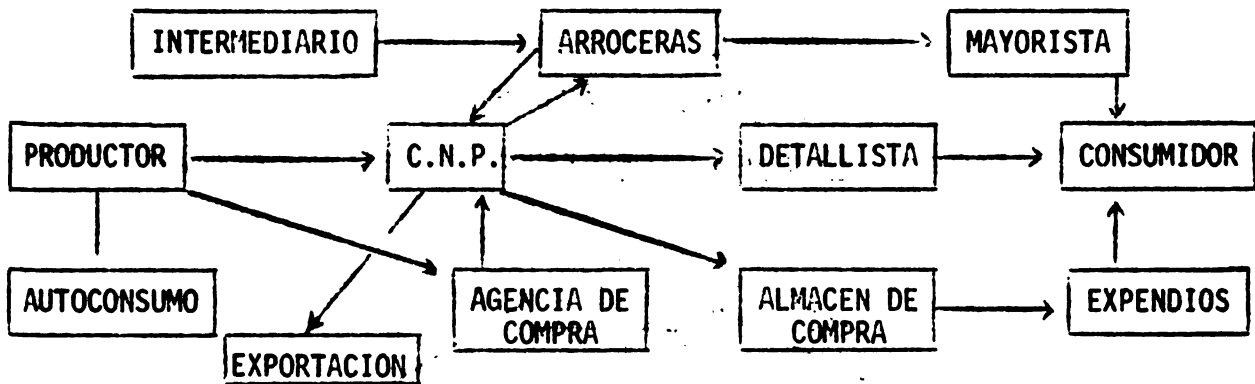 INTERMEDIARIO
ARROCERAS
MAYORISTA
PRODUCTOR
C.N.P.
DETALLISTA
CONSUMIDOR
AUTOCONSUMO
AGENCIA DE
COMPRA
ALMACEN DE
COMPRA
EXPENDIOS
EXPORTACION